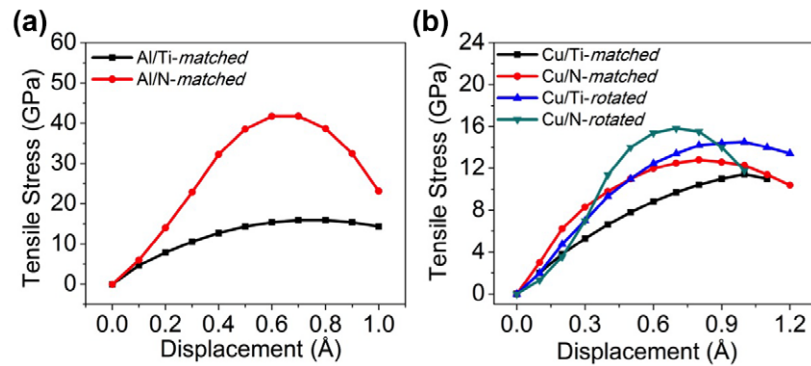 (a)
60
50
40
30
20
10
0
Tensile Stress (GPa)
Al/Ti-matched
Al/N-matched
0.0 0.2 0.4 0.6 0.8 1.0
Displacement (Å)
(b)
24
20
16
12
8
4
0
Tensile Stress (GPa)
Cu/Ti-matched
Cu/N-matched
Cu/Ti-rotated
Cu/N-rotated
0.0 0.3 0.6 0.9 1.2
Displacement (Å)